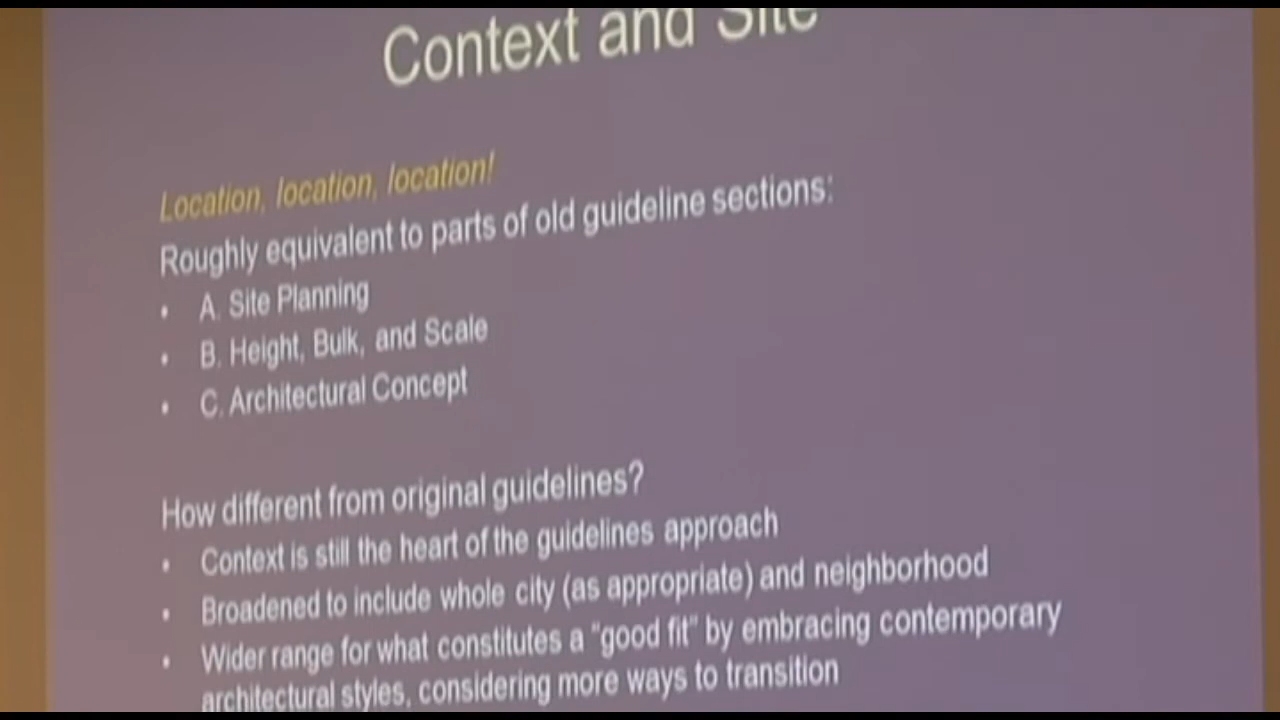 Context and Site
Location, location, location!
Roughly equivalent to parts of old guideline sections:
• A. Site Planning
• B. Height, Bulk, and Scale
• C. Architectural Concept
How different from original guidelines?
• Context is still the heart of the guidelines approach
• Broadened to include whole city (as appropriate) and neighborhood
• Wider range for what constitutes a "good fit" by embracing contemporary
architectural styles, considering more ways to transition